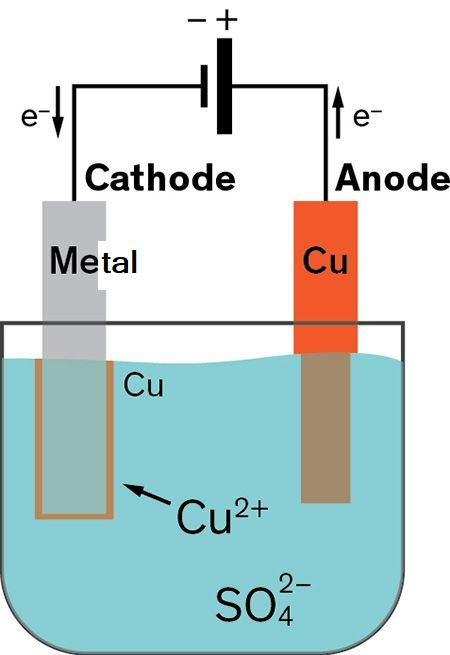 − +
e⁻ e⁻
Cathode Anode
Metal Cu
Cu
Cu²⁺
SO₄²⁻